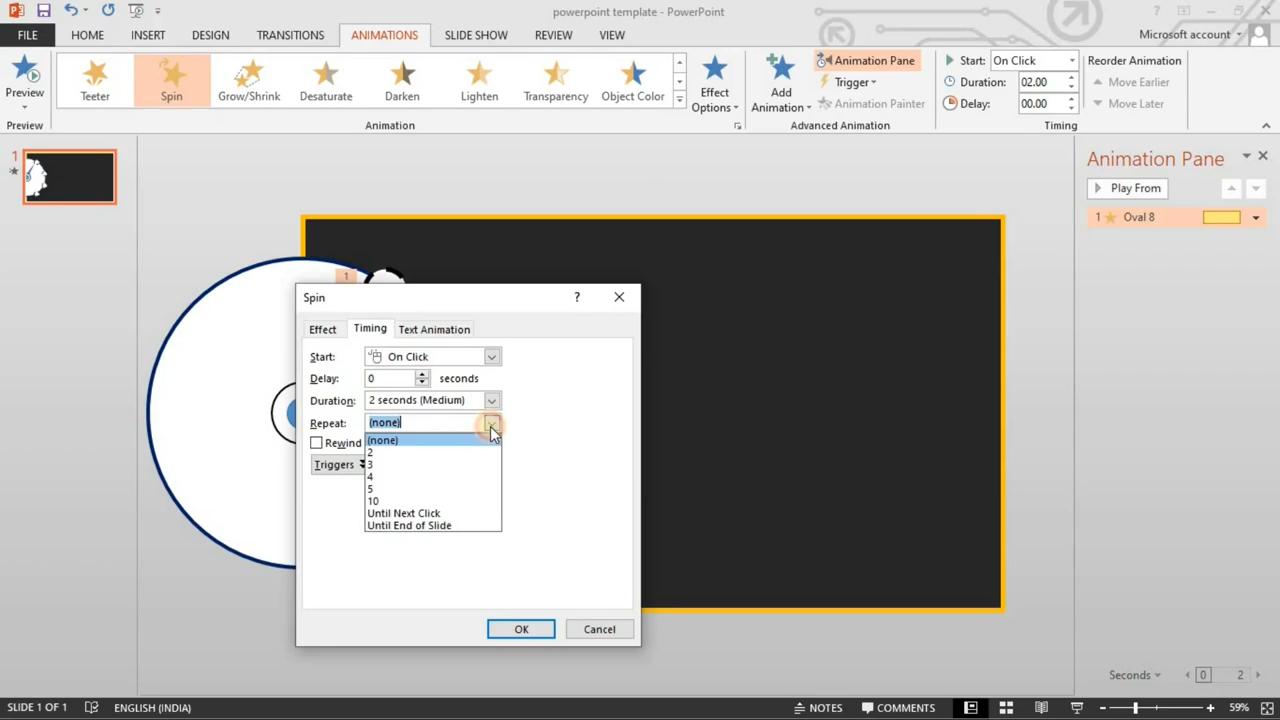 powerpoint template - PowerPoint
FILE HOME INSERT DESIGN TRANSITIONS ANIMATIONS SLIDE SHOW REVIEW VIEW Microsoft account
Preview Teeter Spin Grow/Shrink Desaturate Darken Lighten Transparency Object Color Effect Options Add Animation Animation Pane Trigger Animation Painter
Start: On Click Reorder Animation
Duration: 02.00 Move Earlier
Delay: 00.00 Move Later
Preview Animation Advanced Animation Timing
1
Animation Pane
Play From
1 Oval 8
1
Spin ?
Effect Timing Text Animation
Start: On Click
Delay: 0 seconds
Duration: 2 seconds (Medium)
Repeat: (none)
Rewind
Triggers
(none)
2
3
4
5
10
Until Next Click
Until End of Slide
OK Cancel
Seconds 0 2
SLIDE 1 OF 1 ENGLISH (INDIA) NOTES COMMENTS 59%